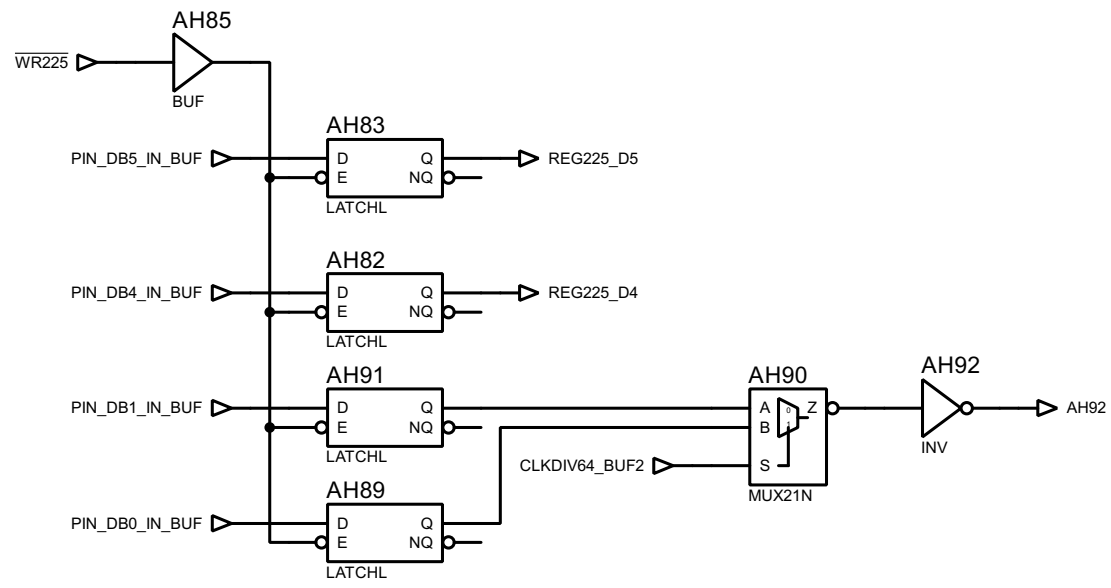 AH85
WR225
BUF
AH83
PIN_DB5_IN_BUF
D
Q
REG225_D5
E
NQ
LATCHL
AH82
PIN_DB4_IN_BUF
D
Q
REG225_D4
E
NQ
LATCHL
AH91
AH90
AH92
PIN_DB1_IN_BUF
D
Q
A
0
Z
AH92
E
NQ
B
1
INV
LATCHL
CLKDIV64_BUF2
S
AH89
MUX21N
PIN_DB0_IN_BUF
D
Q
E
NQ
LATCHL